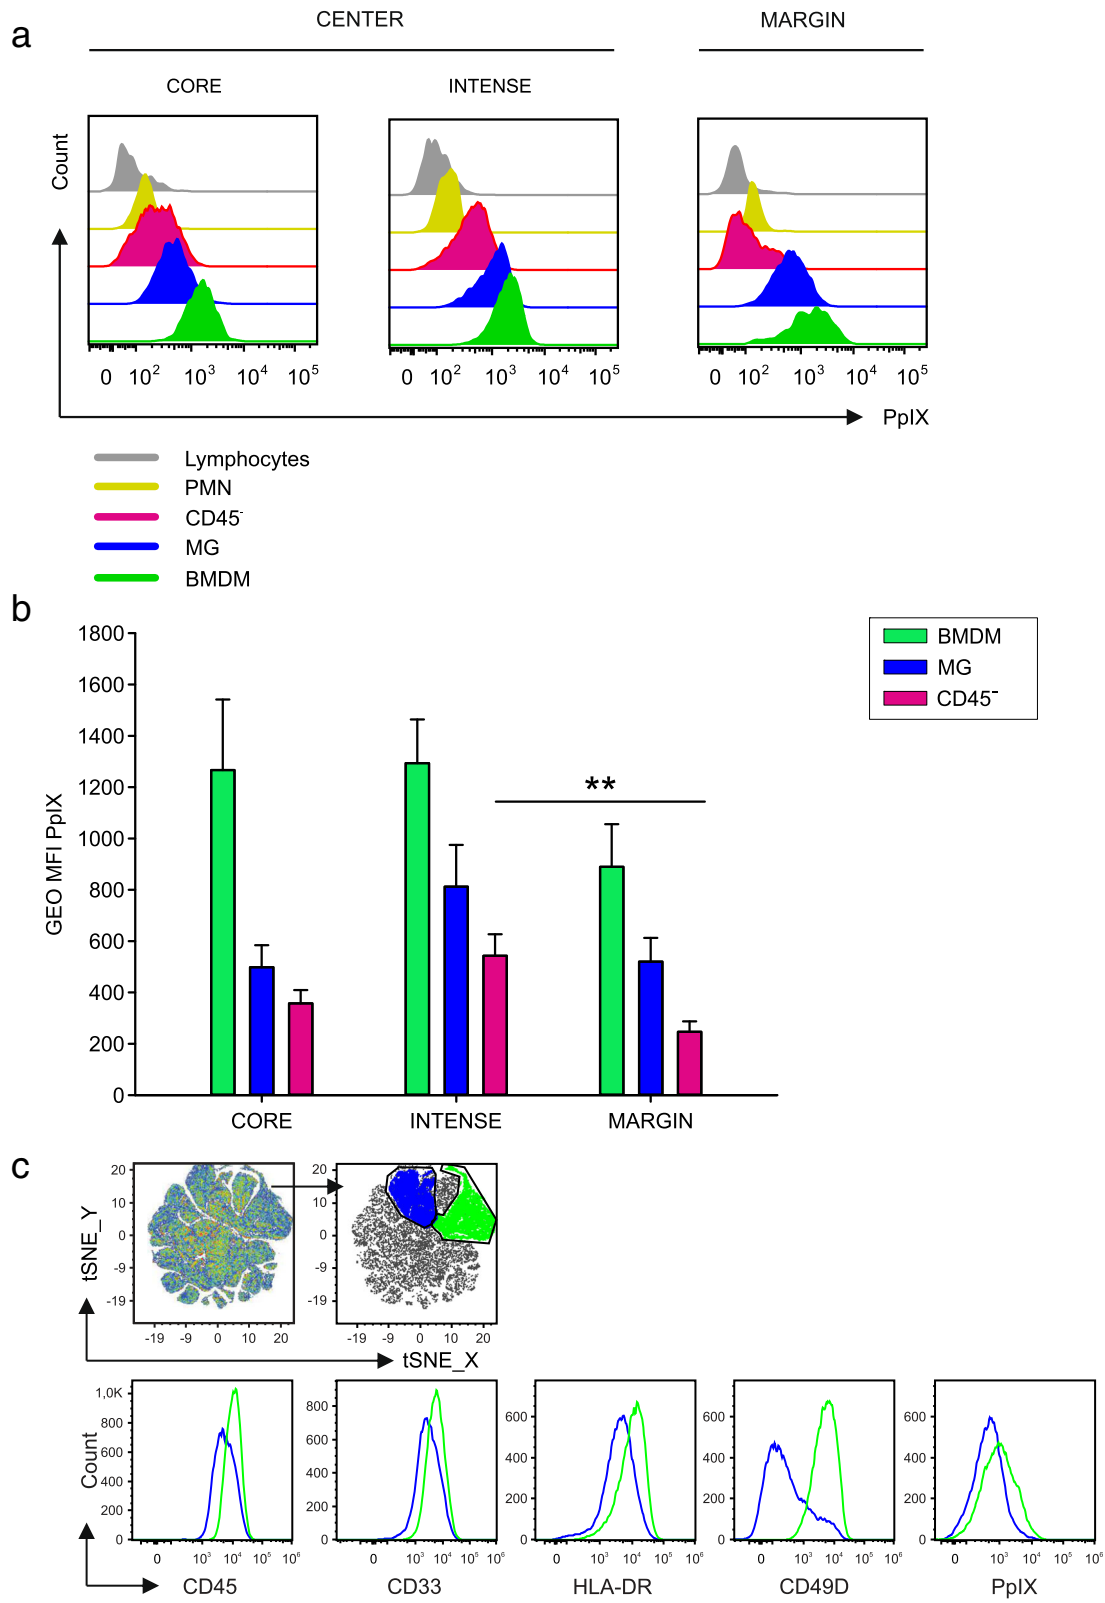 a
CENTER
MARGIN
CORE
INTENSE
Count
0 10² 10³ 10⁴ 10⁵
0 10² 10³ 10⁴ 10⁵
0 10² 10³ 10⁴ 10⁵
PpIX
Lymphocytes
PMN
CD45⁻
MG
BMDM
b
GEO MFI PpIX
1800
1600
1400
1200
1000
800
600
400
200
0
**
BMDM
MG
CD45⁻
CORE
INTENSE
MARGIN
c
tSNE_Y
20
10
0
-9
-19
-19 -9 0 10 20
20
10
0
-9
-19
-19 -9 0 10 20
tSNE_X
Count
1,0K
800
600
400
200
0
0 10³ 10⁴ 10⁵ 10⁶
CD45
800
600
400
200
0
0 10³ 10⁴ 10⁵ 10⁶
CD33
600
400
200
0
0 10³ 10⁴ 10⁵ 10⁶
HLA-DR
600
400
200
0
0 10³ 10⁴ 10⁵ 10⁶
CD49D
600
400
200
0
0 10³ 10⁴ 10⁵ 10⁶
PpIX